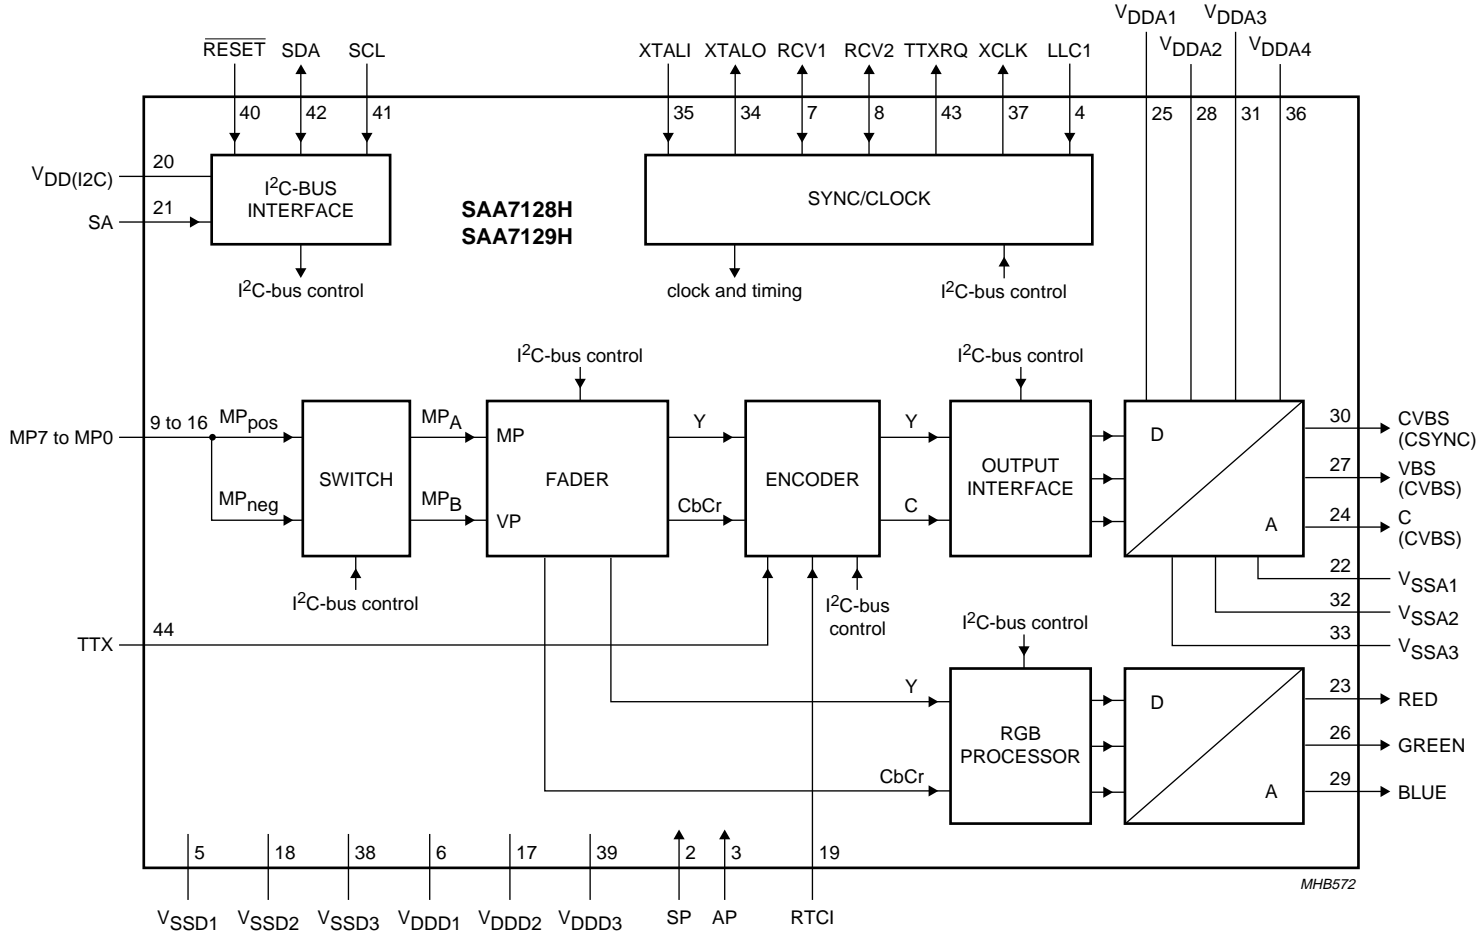 VDDA1 VDDA3
VDDA2 VDDA4
RESET SDA SCL XTALI XTALO RCV1 RCV2 TTXRQ XCLK LLC1
40 42 41 35 34 7 8 43 37 4 25 28 31 36
20
VDD(I2C)
21
SA
I2C-BUS
INTERFACE
SAA7128H
SAA7129H
SYNC/CLOCK
I2C-bus control
clock and timing
I2C-bus control
I2C-bus control
I2C-bus control
MP7 to MP0
9 to 16
MPpos
MPneg
SWITCH
I2C-bus control
MPA
MPB
MP
FADER
VP
Y
CbCr
ENCODER
I2C-bus
control
Y
C
OUTPUT
INTERFACE
D
A
30
CVBS
(CSYNC)
27
VBS
(CVBS)
24
C
(CVBS)
22
VSSA1
32
VSSA2
33
VSSA3
44
TTX
I2C-bus control
Y
CbCr
RGB
PROCESSOR
D
A
23
RED
26
GREEN
29
BLUE
5 18 38 6 17 39 2 3 19
VSSD1 VSSD2 VSSD3 VDDD1 VDDD2 VDDD3 SP AP RTCI
MHB572